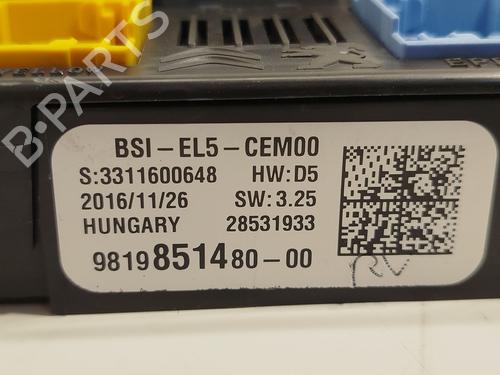 BSI-EL5-CEM00
S:3311600648 HW:D5
2016/11/26 SW:3.25
HUNGARY 28531933
9819851480-00
B-PARTS